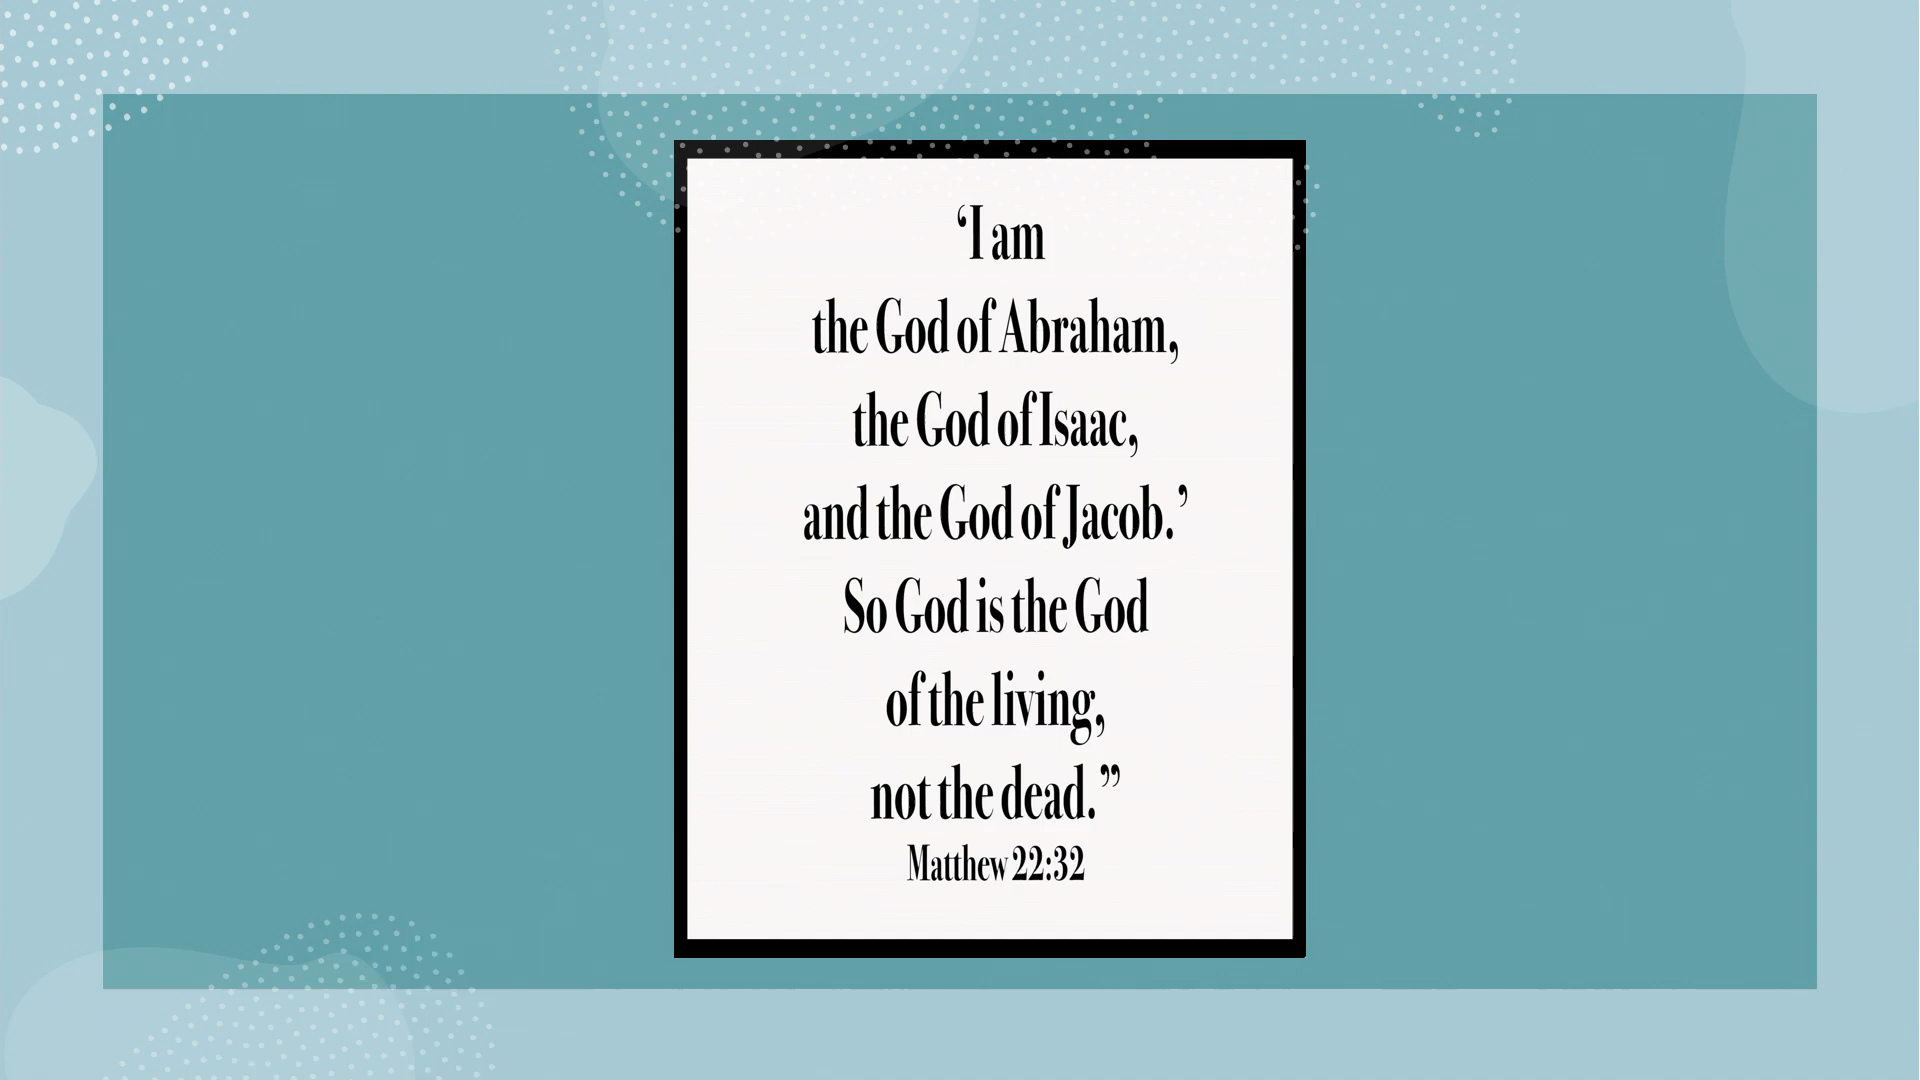 ‘I am
the God of Abraham,
the God of Isaac,
and the God of Jacob.’
So God is the God
of the living,
not the dead.”
Matthew 22:32